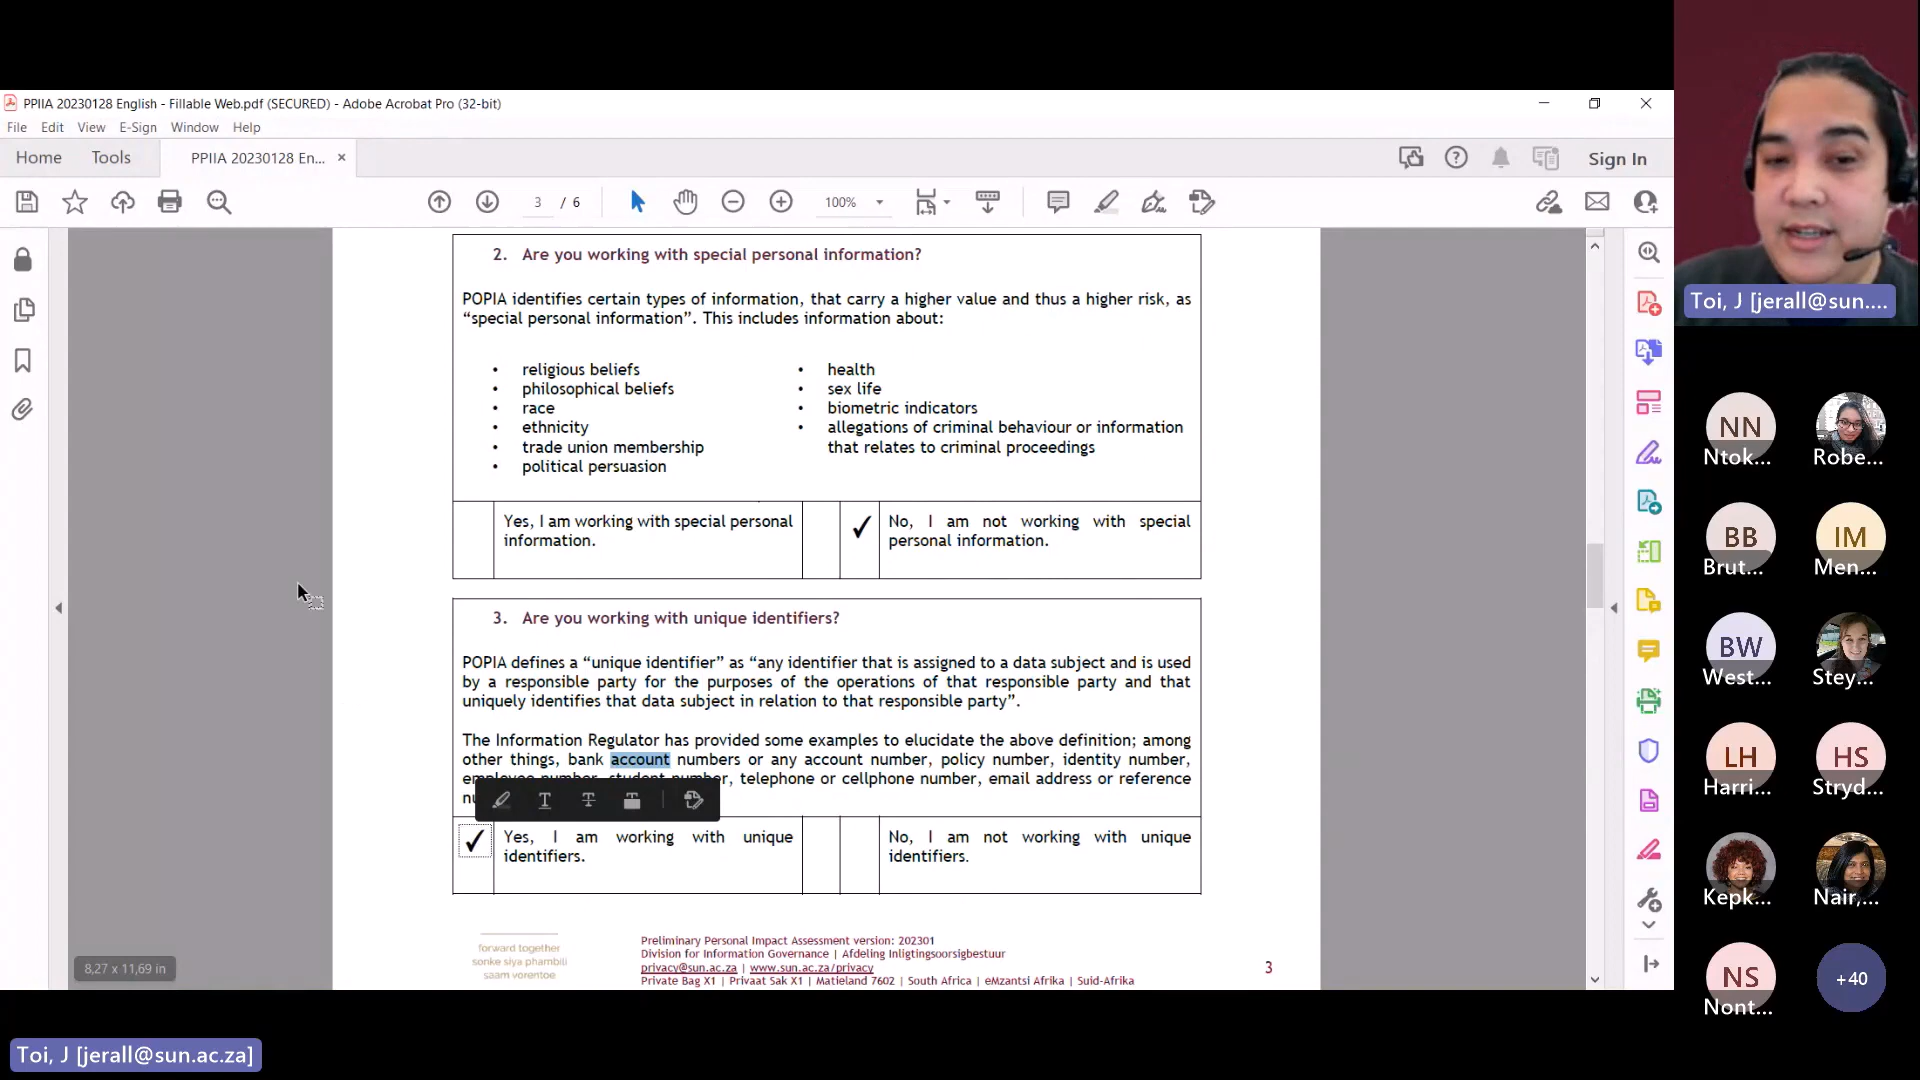 PPIIA 20230128 English - Fillable Web.pdf (SECURED) - Adobe Acrobat Pro (32-bit)
File Edit View E-Sign Window Help
Home Tools PPIIA 20230128 En... × Sign In
3 / 6 100%
2. Are you working with special personal information?
POPIA identifies certain types of information, that carry a higher value and thus a higher risk, as
“special personal information”. This includes information about:
• religious beliefs
• philosophical beliefs
• race
• ethnicity
• trade union membership
• political persuasion
• health
• sex life
• biometric indicators
• allegations of criminal behaviour or information
that relates to criminal proceedings
Yes, I am working with special personal
information.
✓
No, I am not working with special
personal information.
3. Are you working with unique identifiers?
POPIA defines a “unique identifier” as “any identifier that is assigned to a data subject and is used
by a responsible party for the purposes of the operations of that responsible party and that
uniquely identifies that data subject in relation to that responsible party”.
The Information Regulator has provided some examples to elucidate the above definition; among
other things, bank account numbers or any account number, policy number, identity number,
employee number, student number, telephone or cellphone number, email address or reference
✓
Yes, I am working with unique
identifiers.
No, I am not working with unique
identifiers.
forward together
sonke siya phambili
saam vorentoe
Preliminary Personal Impact Assessment version: 202301
Division for Information Governance | Afdeling Inligtingsoorsigbestuur
privacy@sun.ac.za | www.sun.ac.za/privacy
Private Bag X1 | Privaat Sak X1 | Matieland 7602 | South Africa | eMzantsi Afrika | Suid-Afrika
3
8,27 x 11,69 in
Toi, J [jerall@sun....
NN
Ntok...
Robe...
BB
Brut...
IM
Men...
BW
West...
Stey...
LH
Harri...
HS
Stryd...
Kepk...
Nair,...
NS
Nont...
+40
Toi, J [jerall@sun.ac.za]